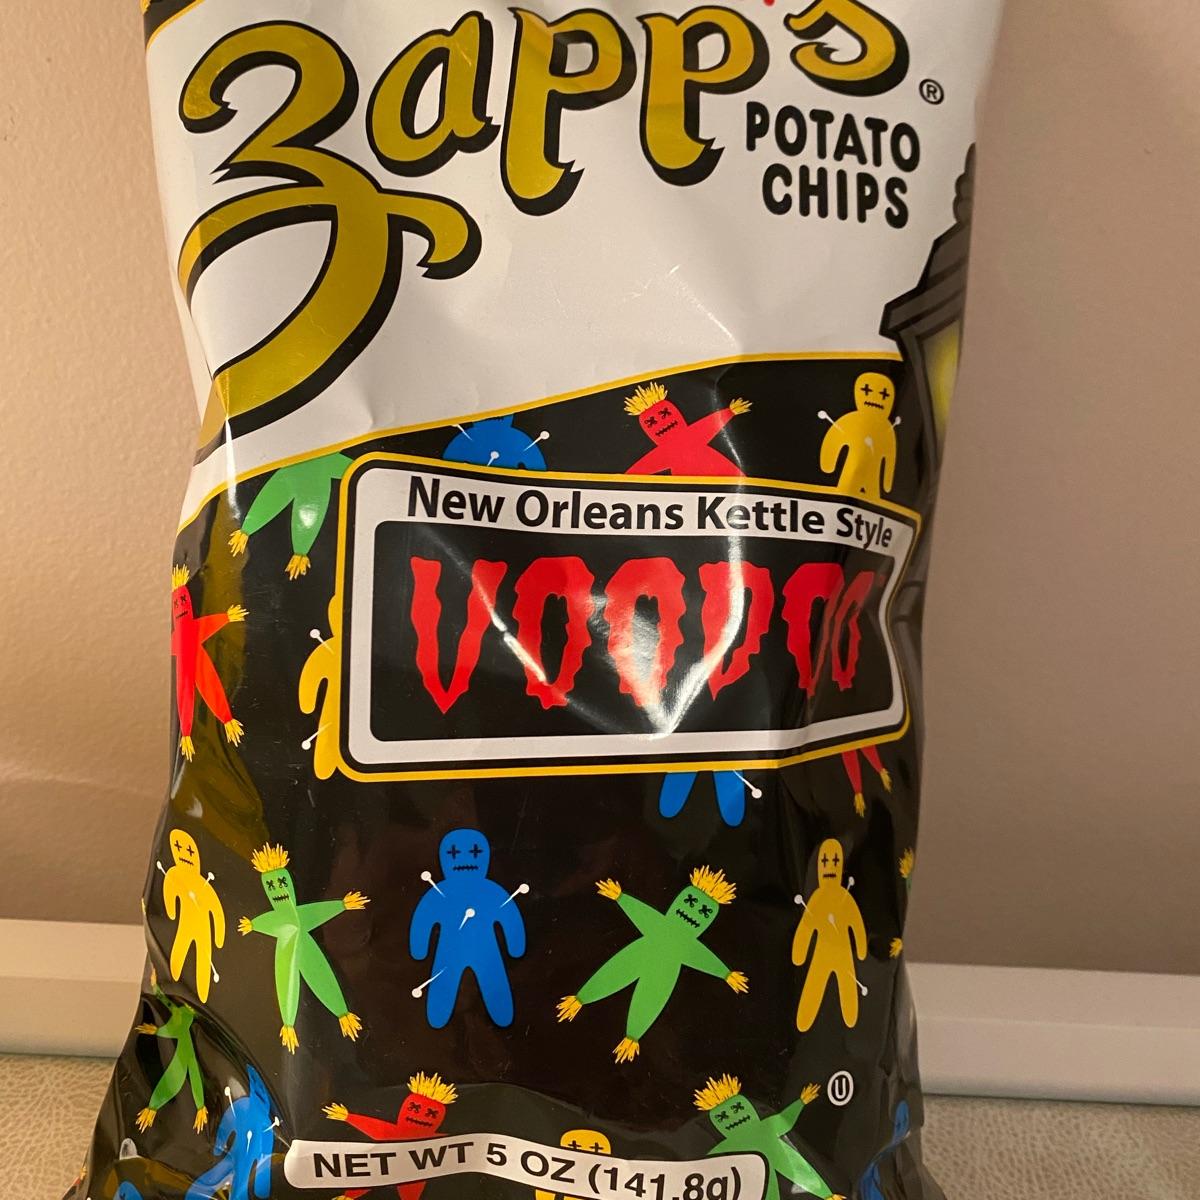 Zapp's®
POTATO
CHIPS
New Orleans Kettle Style
VOODOO
U
NET WT 5 OZ (141.8g)